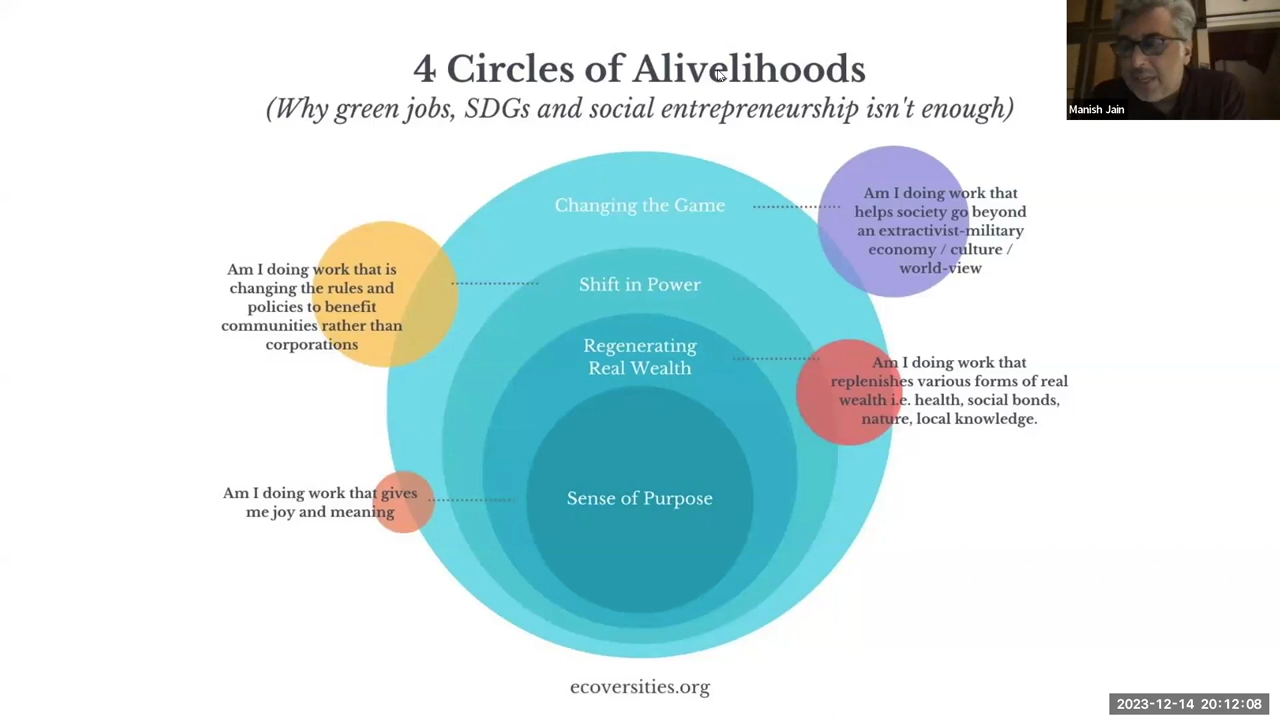 4 Circles of Alivelihoods
(Why green jobs, SDGs and social entrepreneurship isn't enough)
Manish Jain
Changing the Game
Am I doing work that
helps society go beyond
an extractivist-military
economy / culture /
world-view
Am I doing work that is
changing the rules and
policies to benefit
communities rather than
corporations
Shift in Power
Regenerating
Real Wealth
Am I doing work that
replenishes various forms of real
wealth i.e. health, social bonds,
nature, local knowledge.
Am I doing work that gives
me joy and meaning
Sense of Purpose
ecoversities.org
2023-12-14 20:12:08